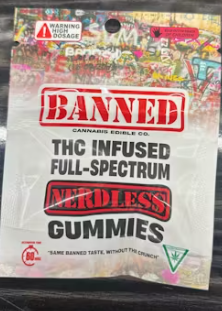 WARNING
HIGH
DOSAGE
BANNED
CANNABIS EDIBLE CO.
THC INFUSED
FULL-SPECTRUM
NERDLESS
GUMMIES
"SAME BANNED TASTE, WITHOUT THE CRUNCH"